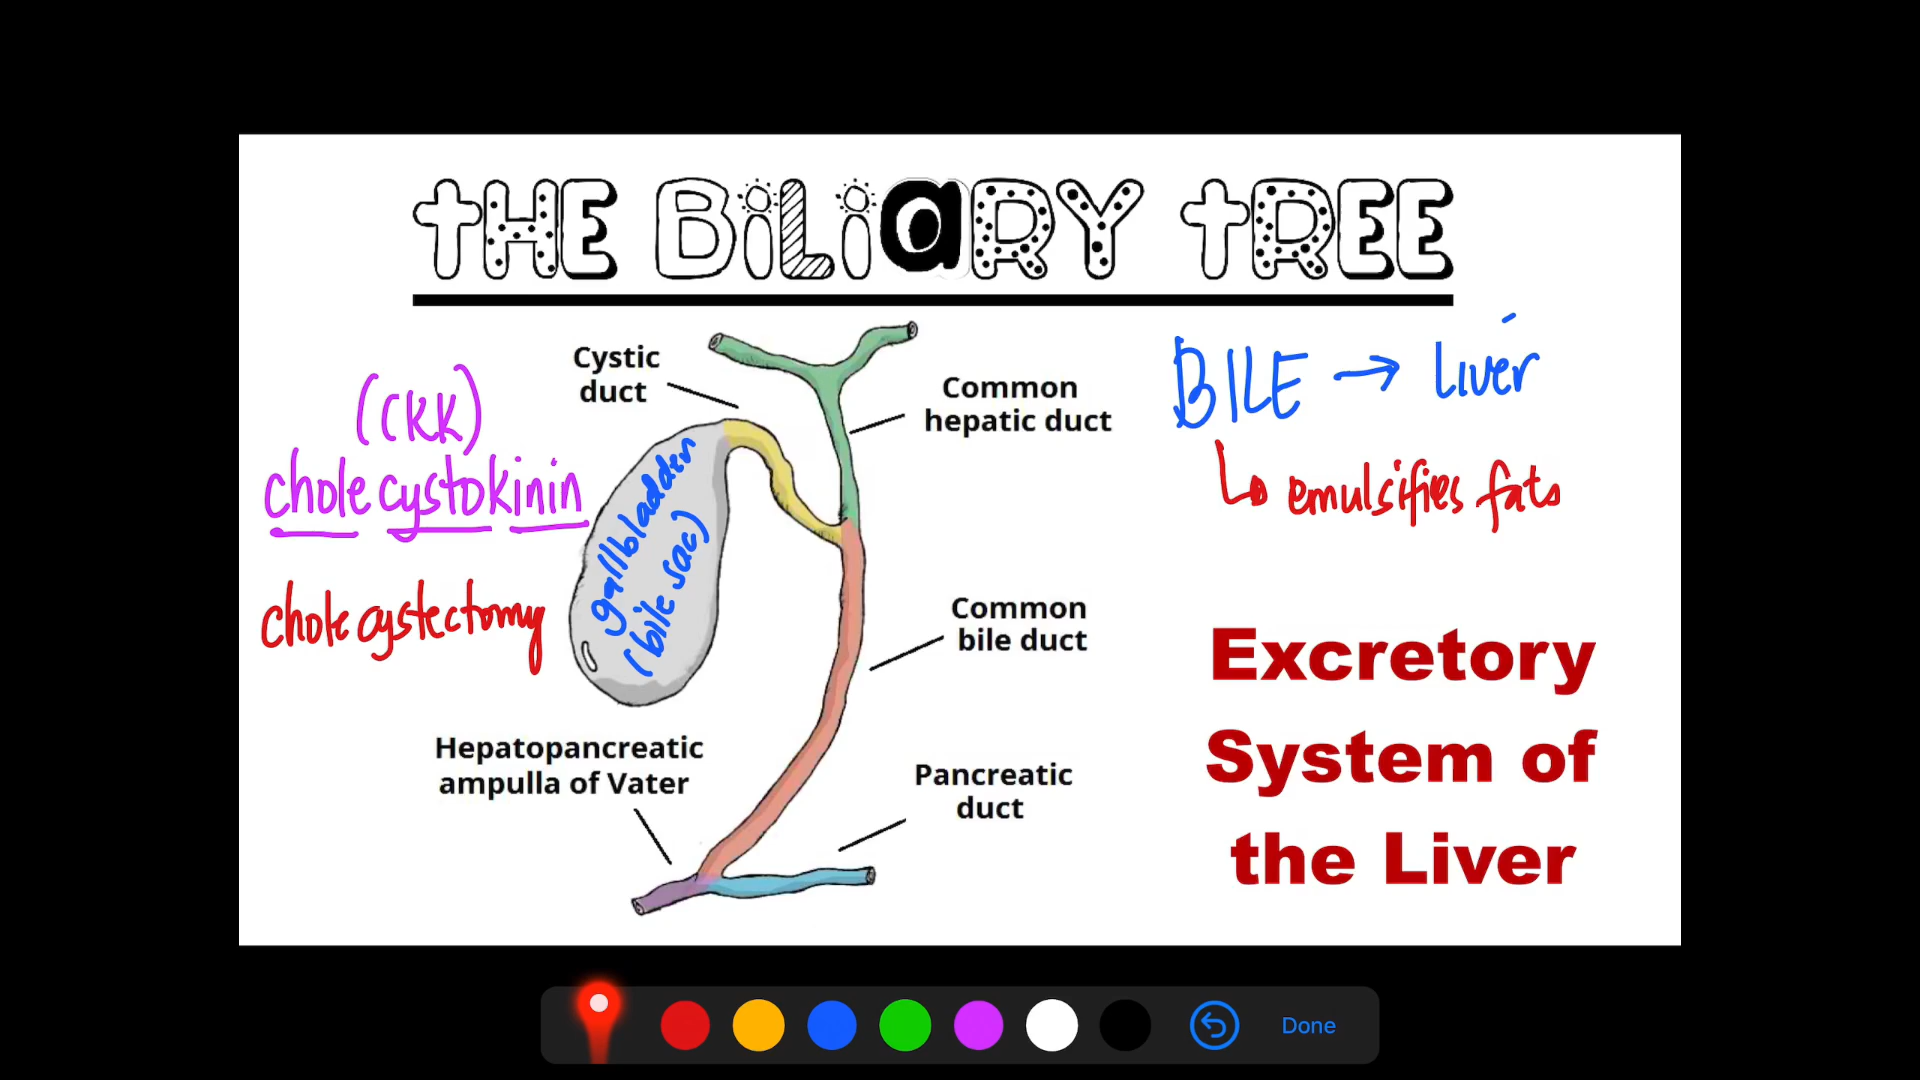 tHE BiLiaRY tREE
Cystic
duct
Common
hepatic duct
BILE → liver
(CKK)
cholecystokinin
↳ emulsifies fats
gallbladder
(bile sac)
cholecystectomy
Common
bile duct
Excretory
System of
the Liver
Hepatopancreatic
ampulla of Vater
Pancreatic
duct
Done